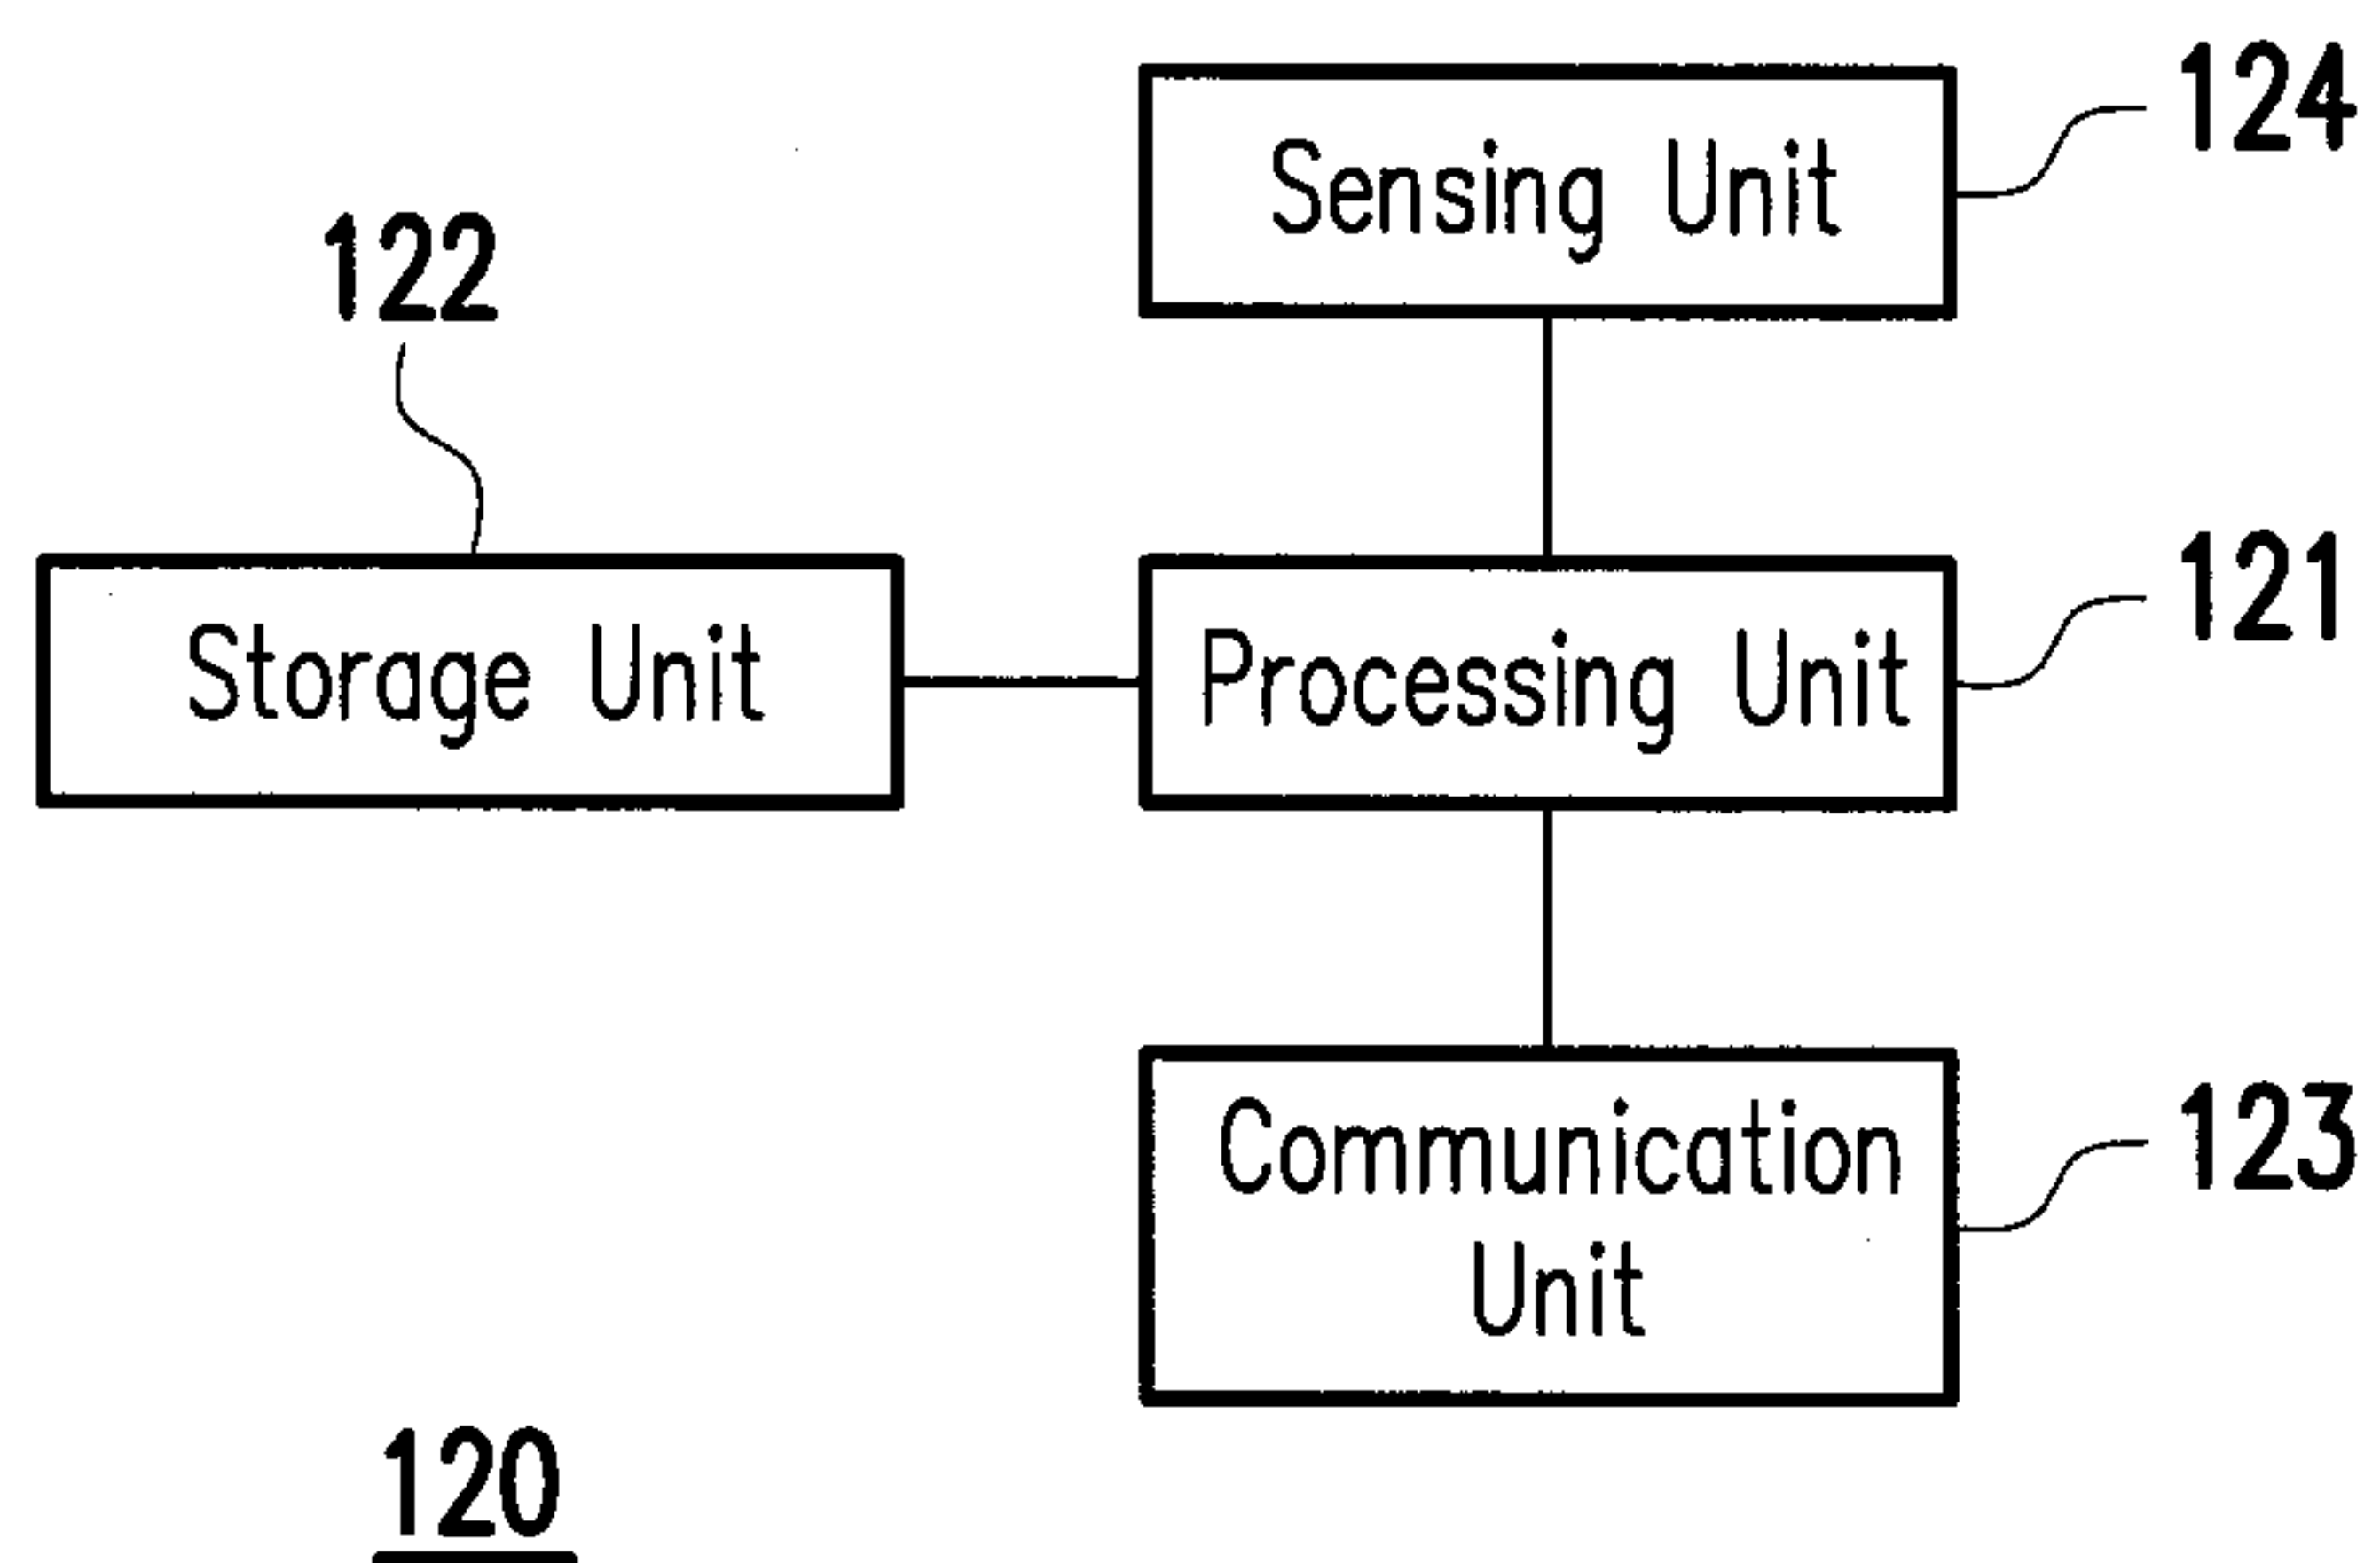 124
Sensing Unit
122
121
Storage Unit
Processing Unit
123
Communication
Unit
120